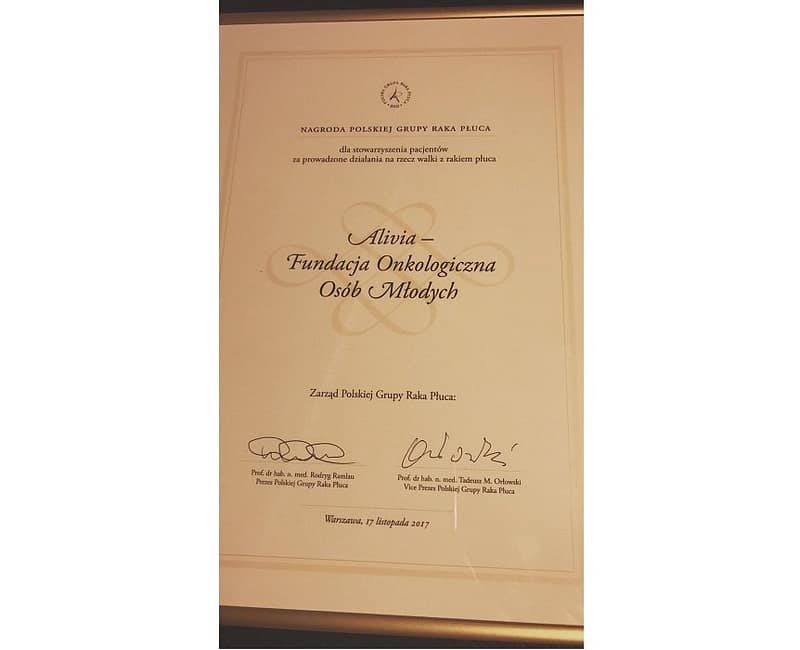 NAGRODA POLSKIEJ GRUPY RAKA PŁUCA
dla stowarzyszenia pacjentów
za prowadzone działania na rzecz walki z rakiem płuca
Alivia –
Fundacja Onkologiczna
Osób Młodych
Zarząd Polskiej Grupy Raka Płuca:
Prof. dr hab. n. med. Rodryg Ramlau
Prezes Polskiej Grupy Raka Płuca
Prof. dr hab. n. med. Tadeusz M. Orłowski
Vice Prezes Polskiej Grupy Raka Płuca
Warszawa, 17 listopada 2017